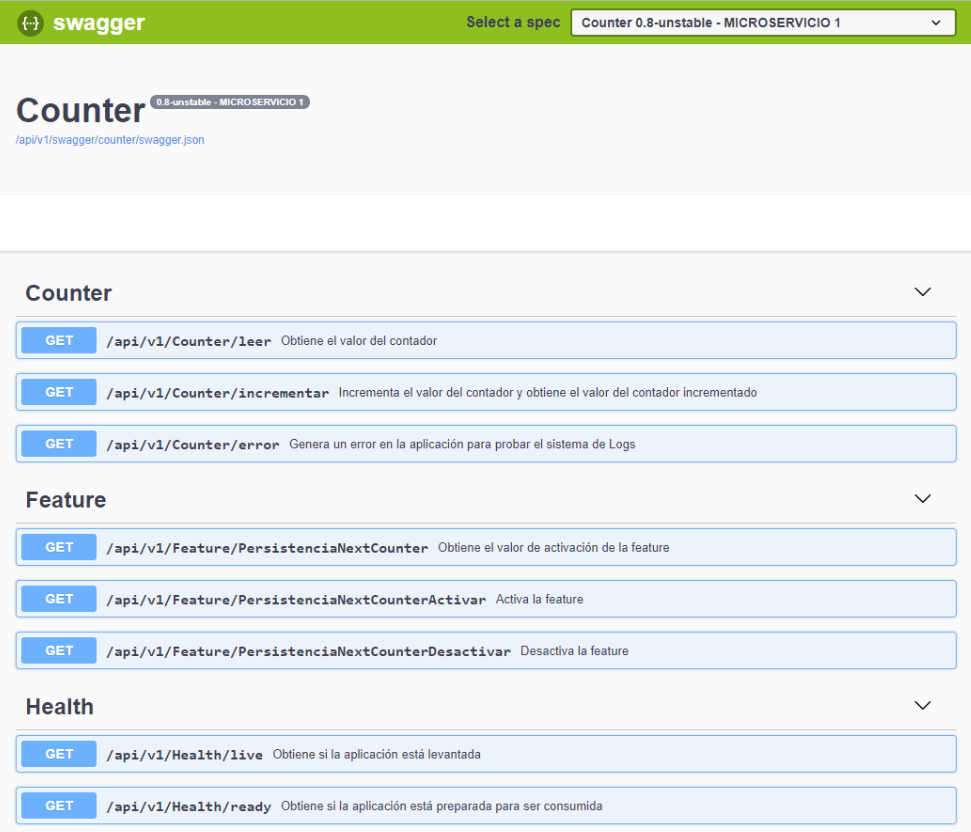 swagger Select a spec Counter 0.8-unstable - MICROSERVICIO 1
Counter 0.8-unstable - MICROSERVICIO 1
/api/v1/swagger/counter/swagger.json
Counter
GET /api/v1/Counter/leer Obtiene el valor del contador
GET /api/v1/Counter/incrementar Incrementa el valor del contador y obtiene el valor del contador incrementado
GET /api/v1/Counter/error Genera un error en la aplicación para probar el sistema de Logs
Feature
GET /api/v1/Feature/PersistenciaNextCounter Obtiene el valor de activación de la feature
GET /api/v1/Feature/PersistenciaNextCounterActivar Activa la feature
GET /api/v1/Feature/PersistenciaNextCounterDesactivar Desactiva la feature
Health
GET /api/v1/Health/live Obtiene si la aplicación está levantada
GET /api/v1/Health/ready Obtiene si la aplicación está preparada para ser consumida